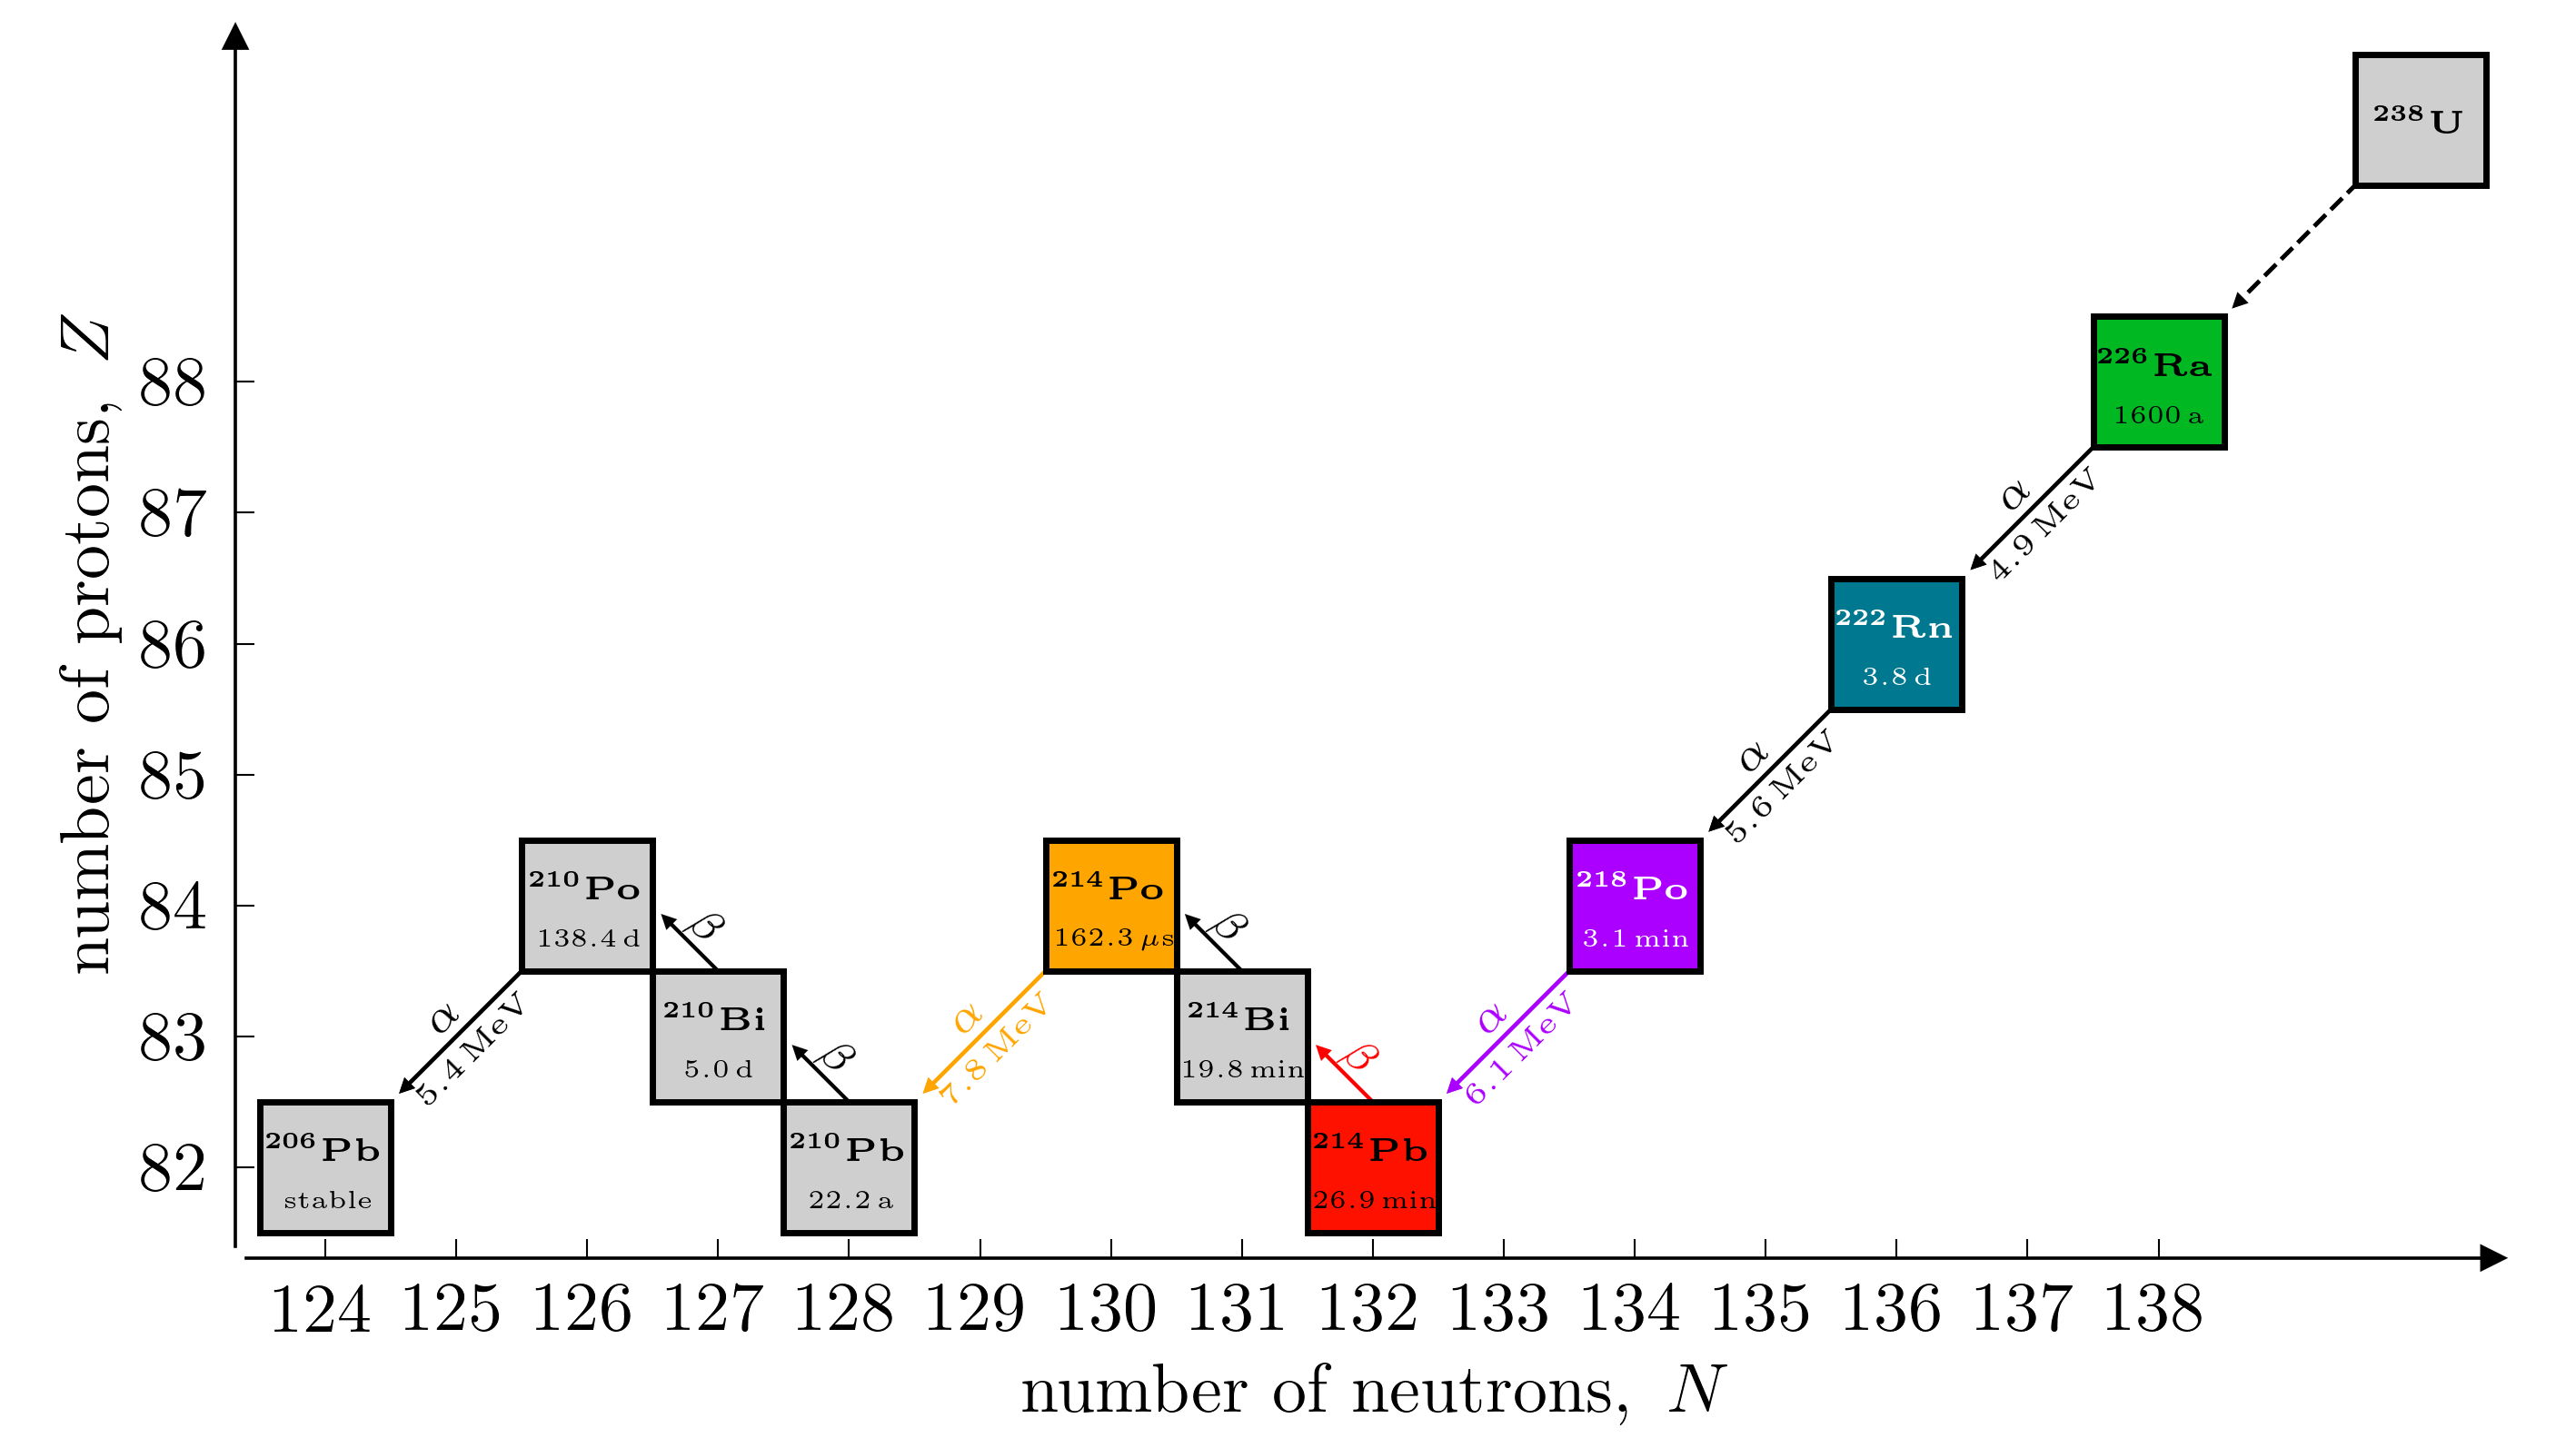 ²³⁸U
number of protons, Z
88
87
86
85
84
83
82
²²⁶Ra
1600 a
α
4.9 MeV
²²²Rn
3.8 d
α
5.6 MeV
²¹⁰Po
138.4 d
β
²¹⁴Po
162.3 μs
β
²¹⁸Po
3.1 min
α
5.4 MeV
²¹⁰Bi
5.0 d
β
α
7.8 MeV
²¹⁴Bi
19.8 min
β
α
6.1 MeV
²⁰⁶Pb
stable
²¹⁰Pb
22.2 a
²¹⁴Pb
26.9 min
124 125 126 127 128 129 130 131 132 133 134 135 136 137 138
number of neutrons, N